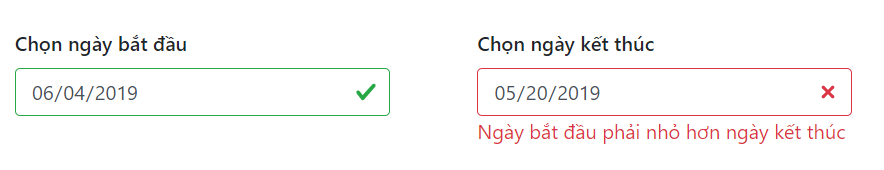 Chọn ngày bắt đầu
Chọn ngày kết thúc
06/04/2019
05/20/2019
Ngày bắt đầu phải nhỏ hơn ngày kết thúc